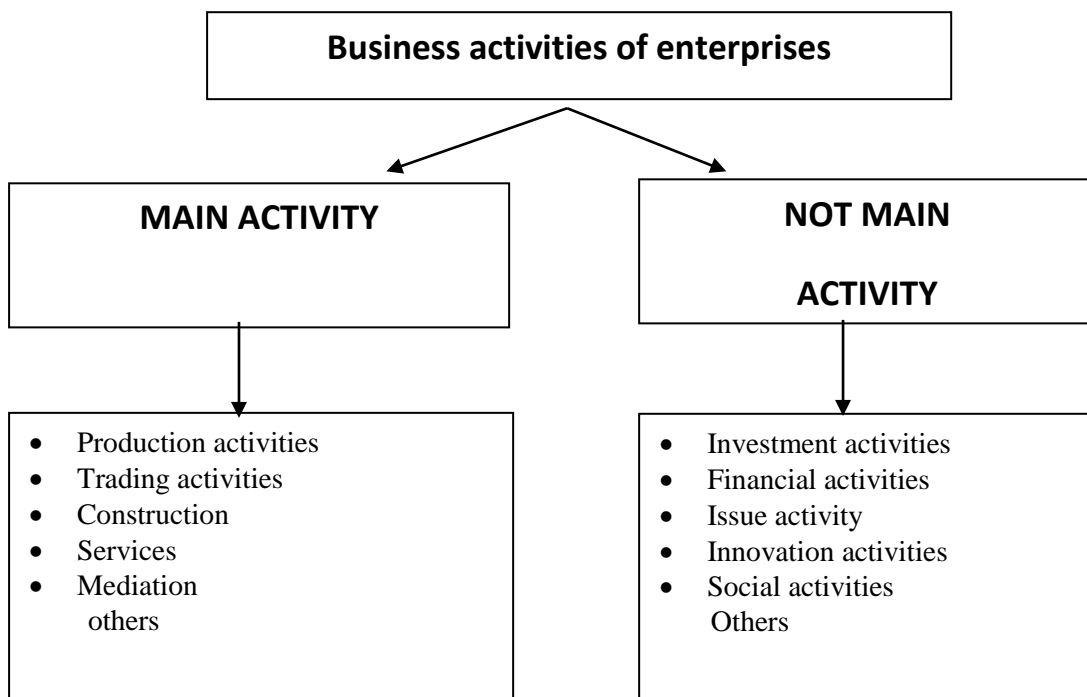 Business activities of enterprises
MAIN ACTIVITY
NOT MAIN
ACTIVITY
• Production activities
• Trading activities
• Construction
• Services
• Mediation
others
• Investment activities
• Financial activities
• Issue activity
• Innovation activities
• Social activities
Others